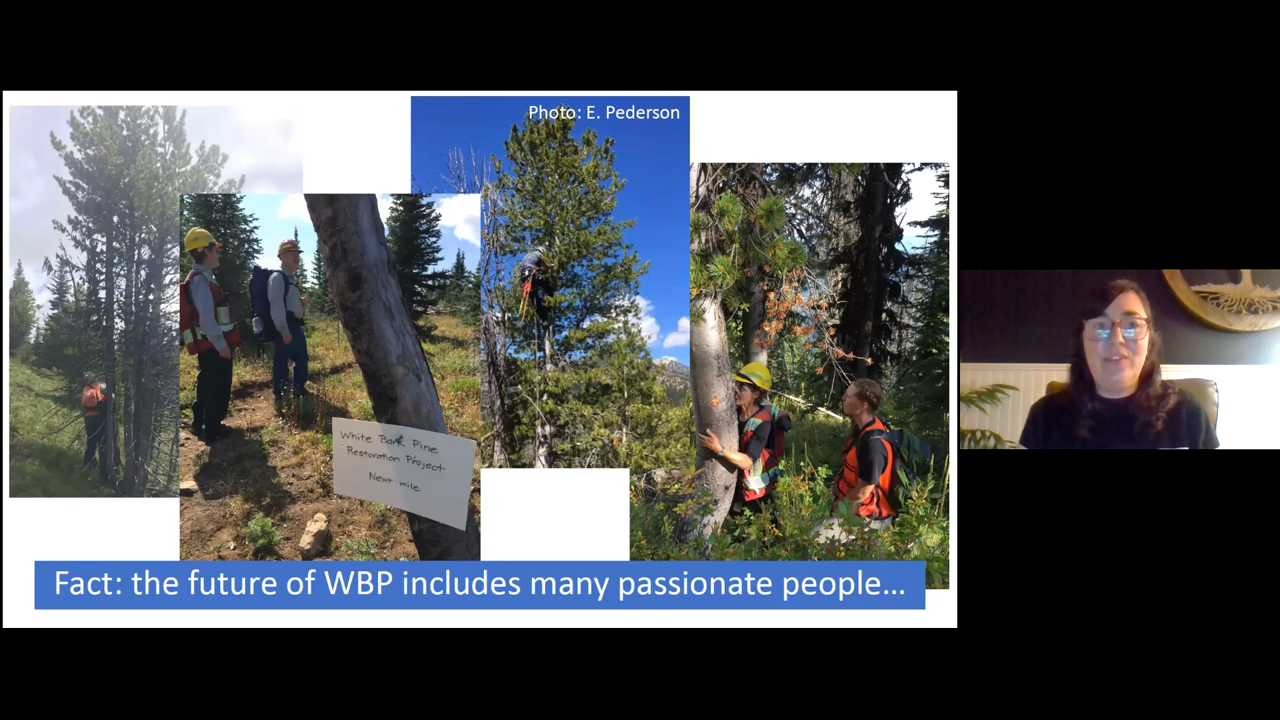 Photo: E. Pederson
White Bark Pine
Restoration Project
Next mile
Fact: the future of WBP includes many passionate people…